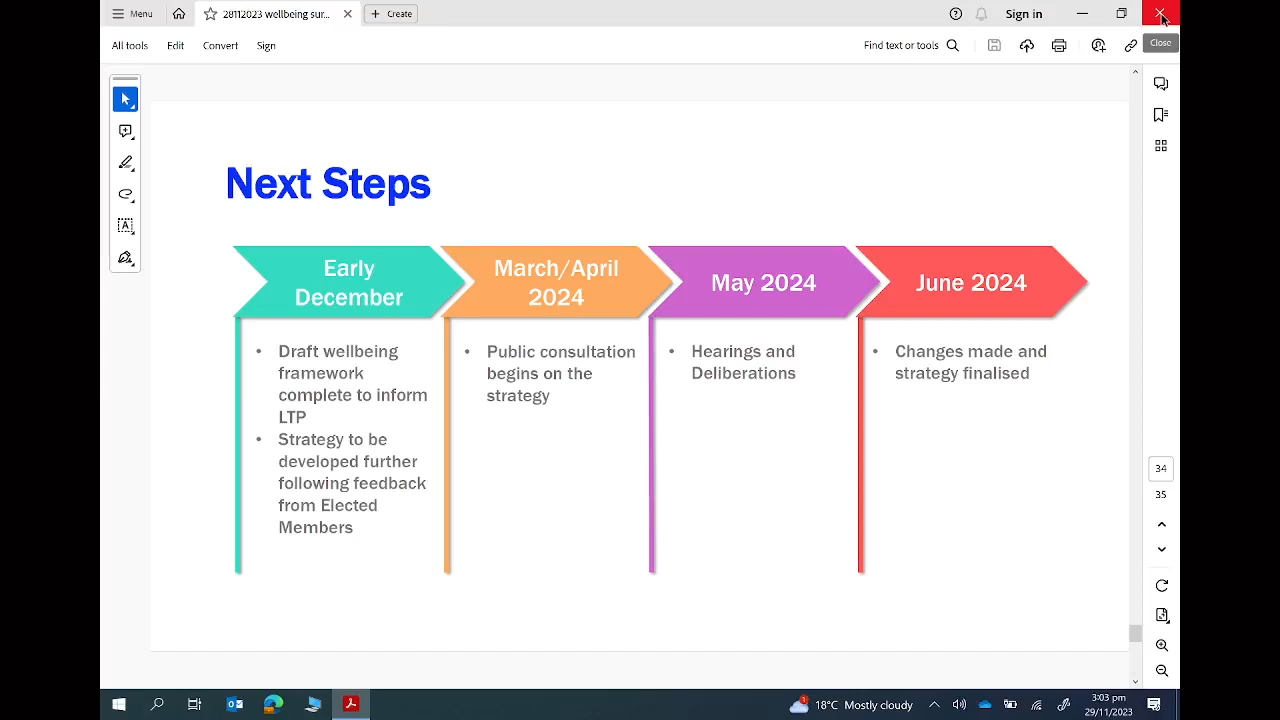 Menu
28112023 wellbeing sur...
Create
Sign in
All tools
Edit
Convert
Sign
Find text or tools
Close
Next Steps
Early
December
March/April
2024
May 2024
June 2024
• Draft wellbeing
framework
complete to inform
LTP
• Strategy to be
developed further
following feedback
from Elected
Members
• Public consultation
begins on the
strategy
• Hearings and
Deliberations
• Changes made and
strategy finalised
34
35
1
18°C Mostly cloudy
3:03 pm
29/11/2023